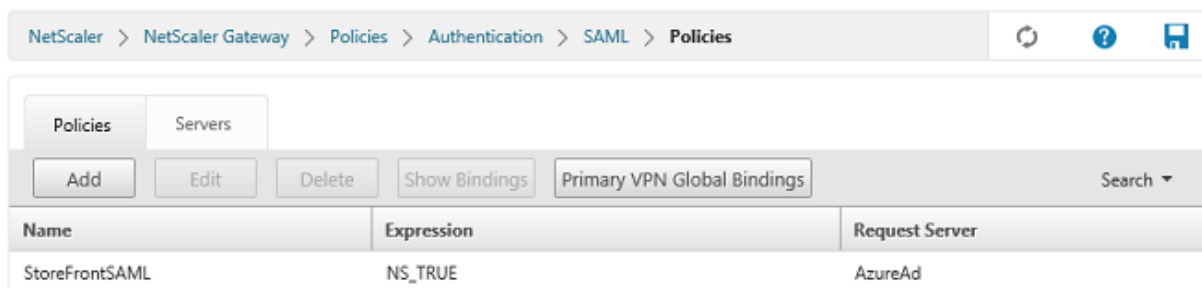 NetScaler > NetScaler Gateway > Policies > Authentication > SAML > Policies
Policies Servers
Add Edit Delete Show Bindings Primary VPN Global Bindings Search
Name Expression Request Server
StoreFrontSAML NS_TRUE AzureAd